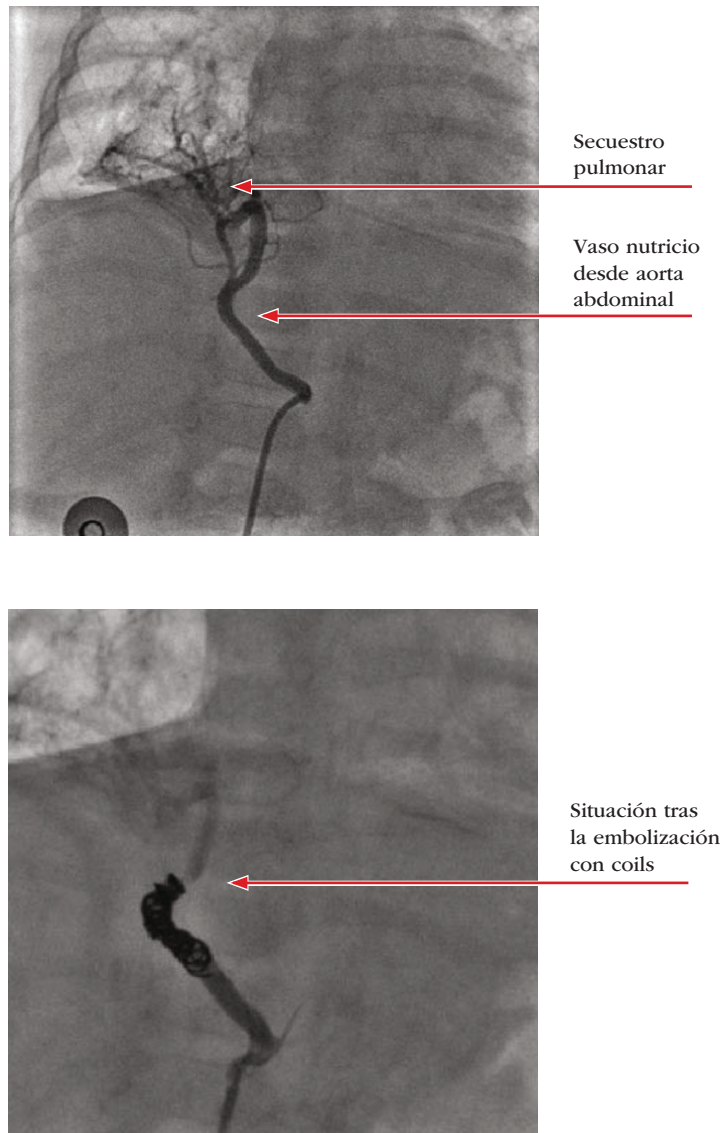 Secuestro
pulmonar
Vaso nutricio
desde aorta
abdominal
Situación tras
la embolización
con coils